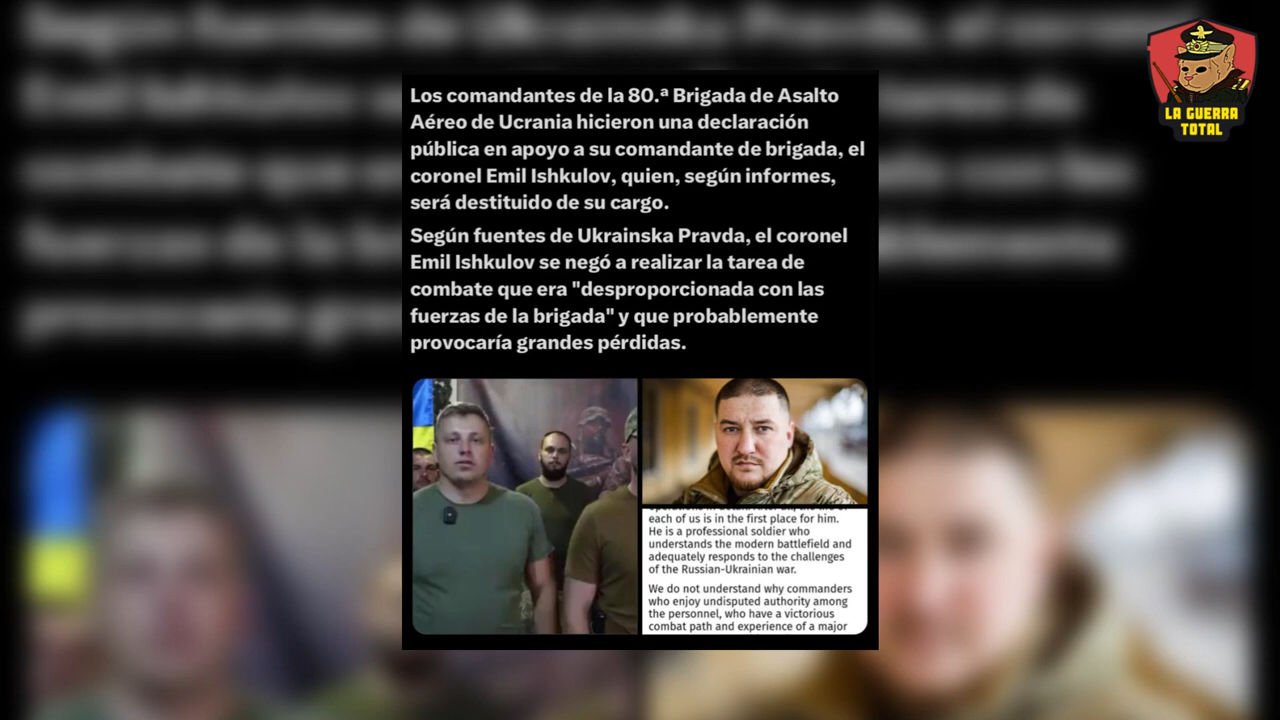 Los comandantes de la 80.ª Brigada de Asalto
Aéreo de Ucrania hicieron una declaración
pública en apoyo a su comandante de brigada, el
coronel Emil Ishkulov, quien, según informes,
será destituido de su cargo.
Según fuentes de Ukrainska Pravda, el coronel
Emil Ishkulov se negó a realizar la tarea de
combate que era "desproporcionada con las
fuerzas de la brigada" y que probablemente
provocaría grandes pérdidas.
each of us is in the first place for him.
He is a professional soldier who
understands the modern battlefield and
adequately responds to the challenges
of the Russian-Ukrainian war.
We do not understand why commanders
who enjoy undisputed authority among
the personnel, who have a victorious
combat path and experience of a major
LA GUERRA
TOTAL